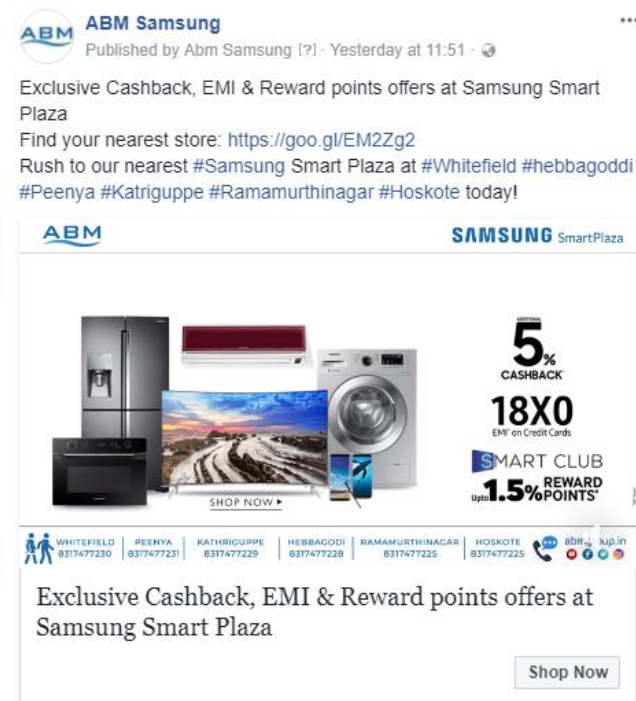 ABM
ABM Samsung
Published by Abm Samsung [?] · Yesterday at 11:51 ·
Exclusive Cashback, EMI & Reward points offers at Samsung Smart
Plaza
Find your nearest store: https://goo.gl/EM2Zg2
Rush to our nearest #Samsung Smart Plaza at #Whitefield #hebbagoddi
#Peenya #Katriguppe #Ramamurthinagar #Hoskote today!
ABM
SAMSUNG SmartPlaza
ADDITIONAL
5%
CASHBACK
18X0
EMI* on Credit Cards
SMART CLUB
Upto 1.5% REWARD POINTS*
SHOP NOW
WHITEFIELD PEENYA KATHRIGUPPE HEBBAGODI RAMAMURTHINAGAR HOSKOTE
8317477230 8317477231 8317477229 8317477228 8317477225 8317477225
Exclusive Cashback, EMI & Reward points offers at
Samsung Smart Plaza
Shop Now